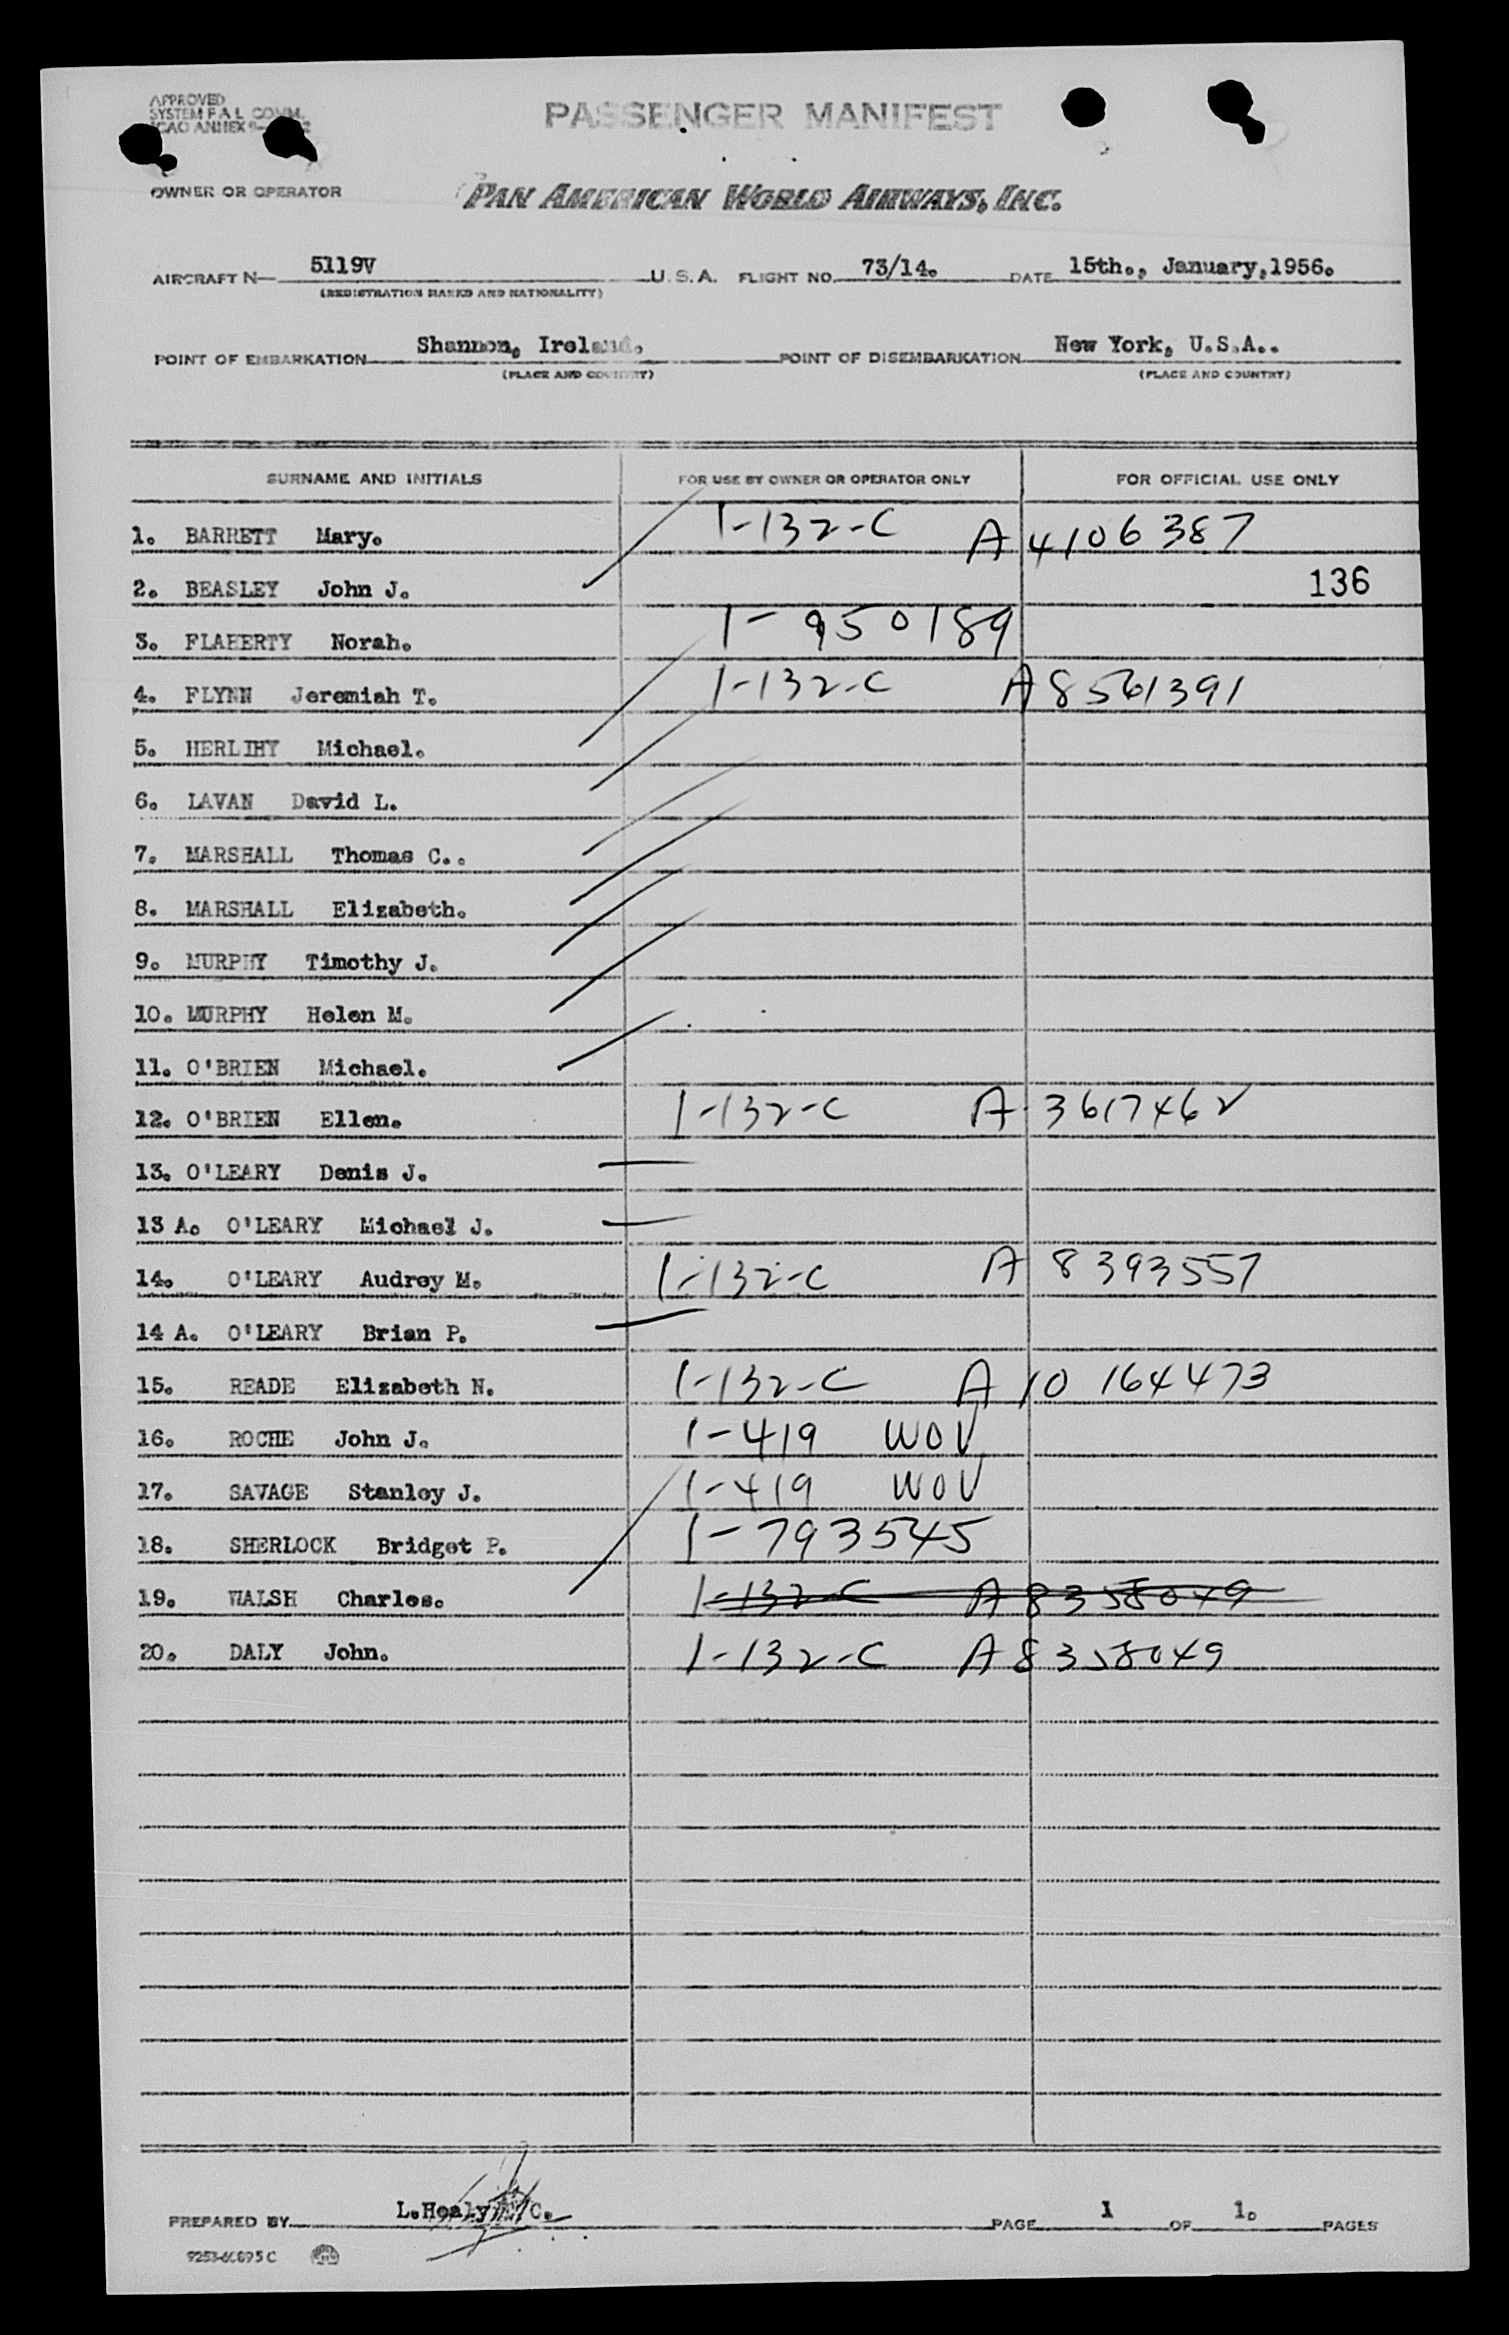 APPROVED
SYSTEM F A L COMM.
ICAO ANNEX
PASSENGER MANIFEST
OWNER OR OPERATOR PAN AMERICAN WORLD AIRWAYS, INC.
AIRCRAFT N— 5119V U.S.A. FLIGHT NO. 73/14. DATE 15th., January,1956.
(REGISTRATION MARKS AND NATIONALITY)
POINT OF EMBARKATION Shannon, Ireland. POINT OF DISEMBARKATION New York, U.S.A..
(PLACE AND COUNTRY) (PLACE AND COUNTRY)
SURNAME AND INITIALS FOR USE BY OWNER OR OPERATOR ONLY FOR OFFICIAL USE ONLY
1. BARRETT Mary. 1-132-C A 4106387
2. BEASLEY John J. 136
3. FLAHERTY Norah. 1-950189
4. FLYNN Jeremiah T. 1-132-C A8561391
5. HERLIHY Michael.
6. LAVAN David L.
7. MARSHALL Thomas C..
8. MARSHALL Elizabeth.
9. MURPHY Timothy J.
10. MURPHY Helen M.
11. O'BRIEN Michael.
12. O'BRIEN Ellen. 1-132-C A 3617462
13. O'LEARY Denis J.
13 A. O'LEARY Michael J.
14. O'LEARY Audrey M. 1-132-C A 8393557
14 A. O'LEARY Brian P.
15. READE Elizabeth N. 1-132-C A 10 164473
16. ROCHE John J. 1-419 WOV
17. SAVAGE Stanley J. 1-419 WOV
18. SHERLOCK Bridget P. 1-793545
19. WALSH Charles. 1-132-C A 8358049
20. DALY John. 1-132-C A 8358049
PREPARED BY L.Healy C. PAGE 1 OF 1. PAGES